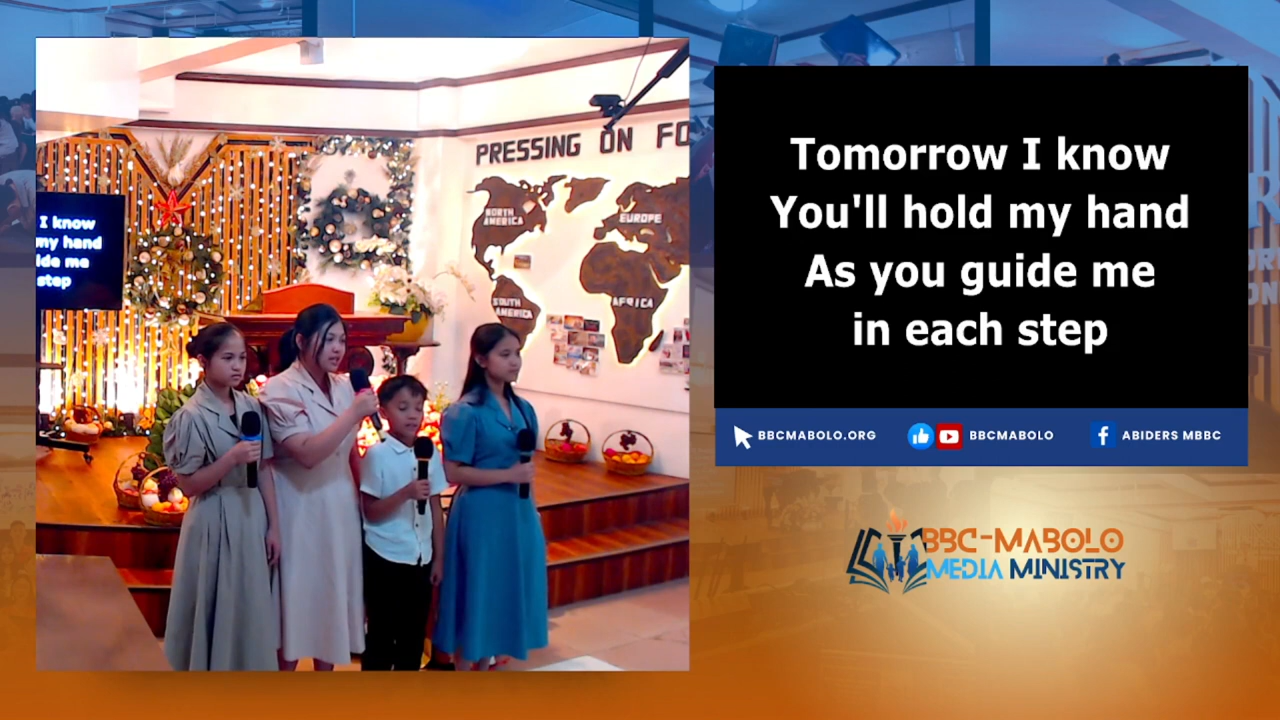 PRESSING ON FO
NORTH
AMERICA
EUROPE
SOUTH
AMERICA
AFRICA
I know
my hand
ide me
step
Tomorrow I know
You'll hold my hand
As you guide me
in each step
BBCMABOLO.ORG
BBCMABOLO
ABIDERS MBBC
BBC-MABOLO
MEDIA MINISTRY